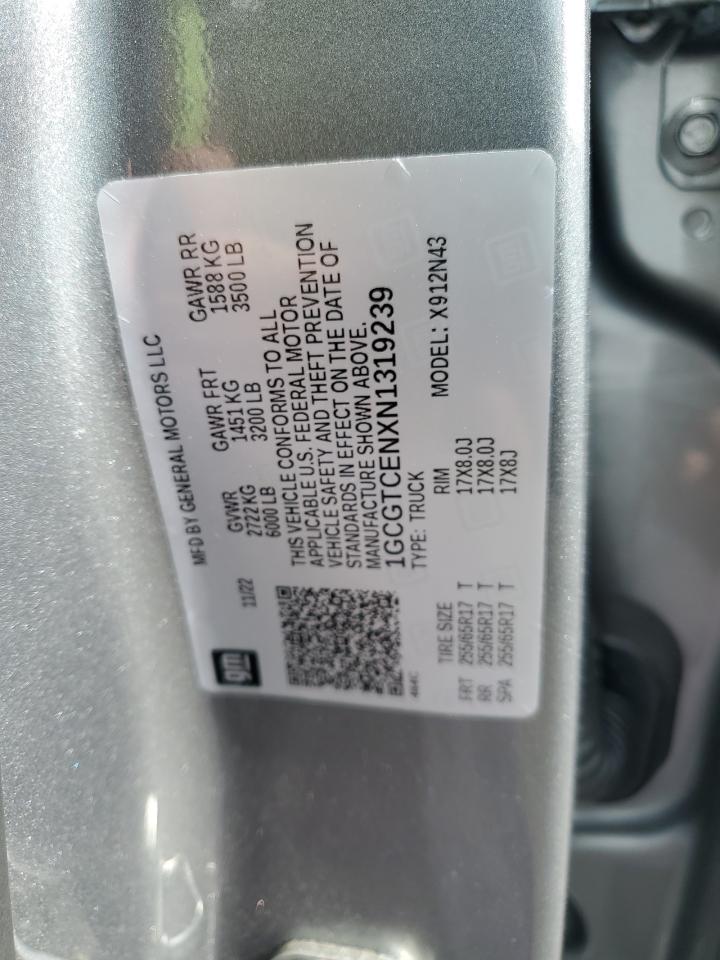 gm
MFD BY GENERAL MOTORS LLC
11/22
GVWR GAWR FRT GAWR RR
2722 KG 1451 KG 1588 KG
6000 LB 3200 LB 3500 LB
THIS VEHICLE CONFORMS TO ALL
APPLICABLE U.S. FEDERAL MOTOR
VEHICLE SAFETY AND THEFT PREVENTION
STANDARDS IN EFFECT ON THE DATE OF
MANUFACTURE SHOWN ABOVE.
1GCGTCENXN1319239
TYPE: TRUCK MODEL: X912N43
TIRE SIZE RIM
FRT 255/65R17 T 17X8.0J
RR 255/65R17 T 17X8.0J
SPA 255/65R17 T 17X8J